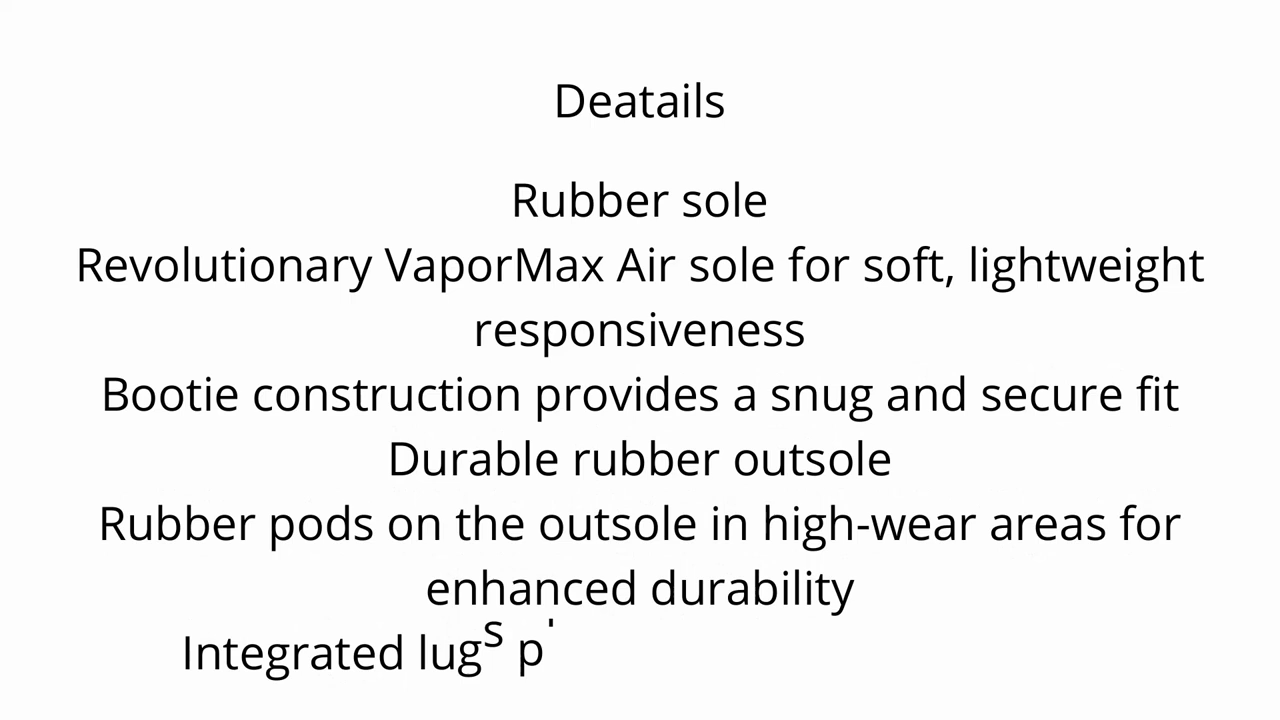 Deatails
Rubber sole
Revolutionary VaporMax Air sole for soft, lightweight
responsiveness
Bootie construction provides a snug and secure fit
Durable rubber outsole
Rubber pods on the outsole in high-wear areas for
enhanced durability
Integrated lugs